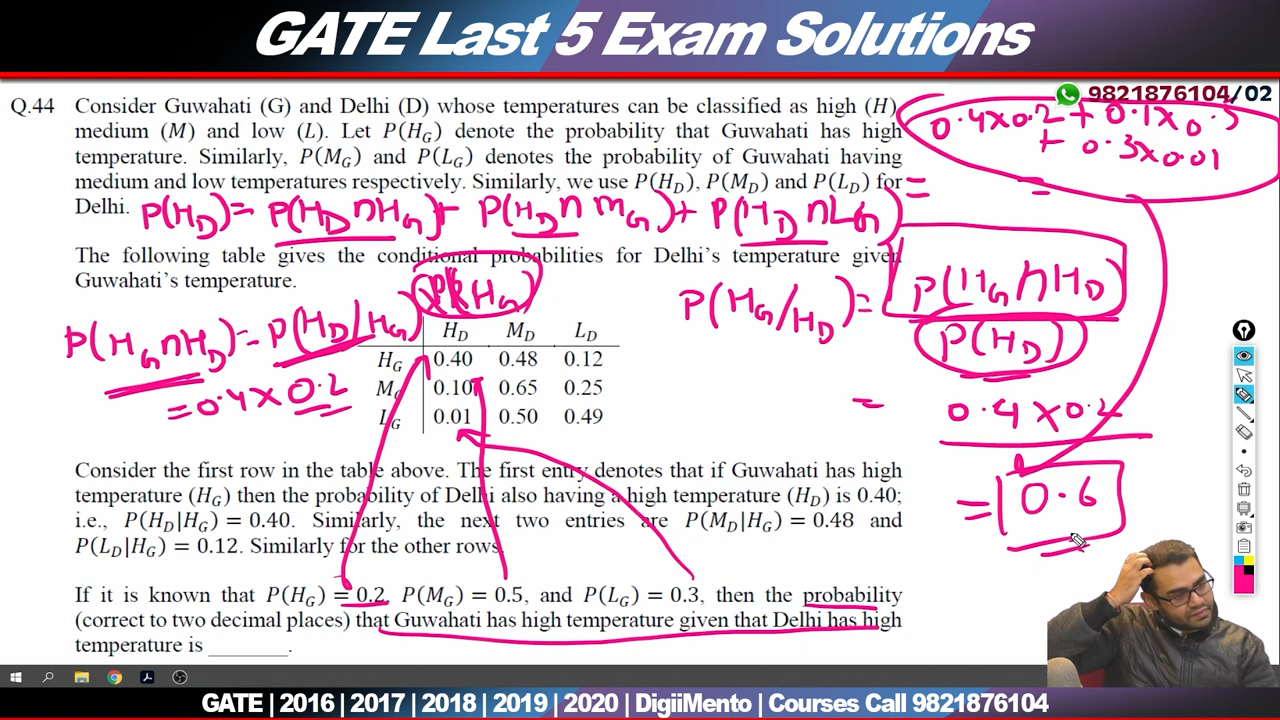 GATE Last 5 Exam Solutions
9821876104/02
Q.44 Consider Guwahati (G) and Delhi (D) whose temperatures can be classified as high (H)
medium (M) and low (L). Let P(H_G) denote the probability that Guwahati has high
temperature. Similarly, P(M_G) and P(L_G) denotes the probability of Guwahati having
medium and low temperatures respectively. Similarly, we use P(H_D), P(M_D) and P(L_D) for
Delhi.
0.4x0.2 + 0.1x0.5
+ 0.3x0.01
P(H_D) = P(H_D ∩ H_G) + P(H_D ∩ M_G) + P(H_D ∩ L_G)
The following table gives the conditional probabilities for Delhi's temperature given
Guwahati's temperature.
P(H_G ∩ H_D) = P(H_D/H_G) (H_G)
= 0.4 x 0.2
H_D M_D L_D
H_G 0.40 0.48 0.12
M_G 0.10 0.65 0.25
L_G 0.01 0.50 0.49
P(H_G/H_D) = P(H_G ∩ H_D)
P(H_D)
= 0.4 x 0.2
= 0.6
Consider the first row in the table above. The first entry denotes that if Guwahati has high
temperature (H_G) then the probability of Delhi also having a high temperature (H_D) is 0.40;
i.e., P(H_D|H_G) = 0.40. Similarly, the next two entries are P(M_D|H_G) = 0.48 and
P(L_D|H_G) = 0.12. Similarly for the other rows.
If it is known that P(H_G) = 0.2, P(M_G) = 0.5, and P(L_G) = 0.3, then the probability
(correct to two decimal places) that Guwahati has high temperature given that Delhi has high
temperature is ________.
GATE | 2016 | 2017 | 2018 | 2019 | 2020 | DigiiMento | Courses Call 9821876104